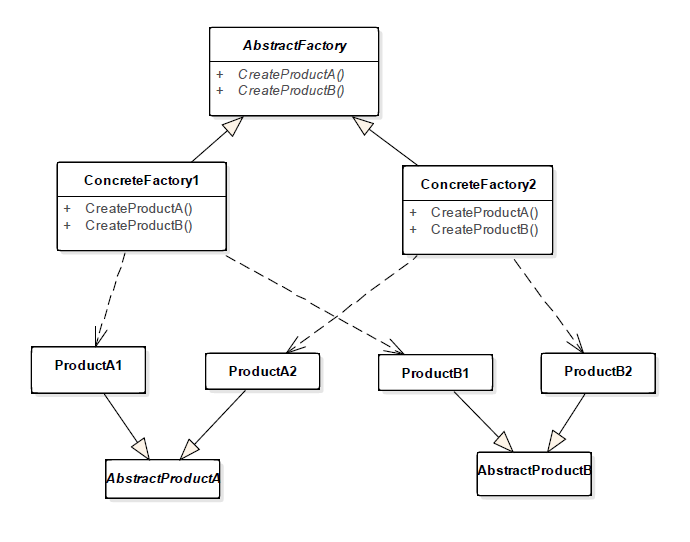 AbstractFactory
+ CreateProductA()
+ CreateProductB()
ConcreteFactory1
+ CreateProductA()
+ CreateProductB()
ConcreteFactory2
+ CreateProductA()
+ CreateProductB()
ProductA1
ProductA2
ProductB1
ProductB2
AbstractProductA
AbstractProductB